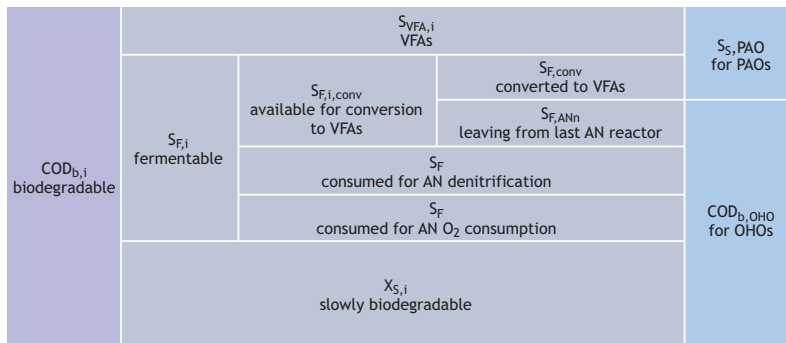 COD_b,i
biodegradable
S_VFA,i
VFAs
S_F,i
fermentable
S_F,i,conv
available for conversion
to VFAs
S_F,conv
converted to VFAs
S_F,ANn
leaving from last AN reactor
S_F
consumed for AN denitrification
S_F
consumed for AN O₂ consumption
X_S,i
slowly biodegradable
S_S,PAO
for PAOs
COD_b,OHO
for OHOs